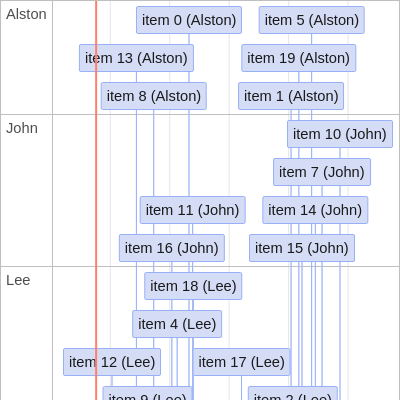 Alston
item 0 (Alston)
item 5 (Alston)
item 13 (Alston)
item 19 (Alston)
item 8 (Alston)
item 1 (Alston)
John
item 10 (John)
item 7 (John)
item 11 (John)
item 14 (John)
item 16 (John)
item 15 (John)
Lee
item 18 (Lee)
item 4 (Lee)
item 12 (Lee)
item 17 (Lee)
item 9 (Lee)
item 2 (Lee)